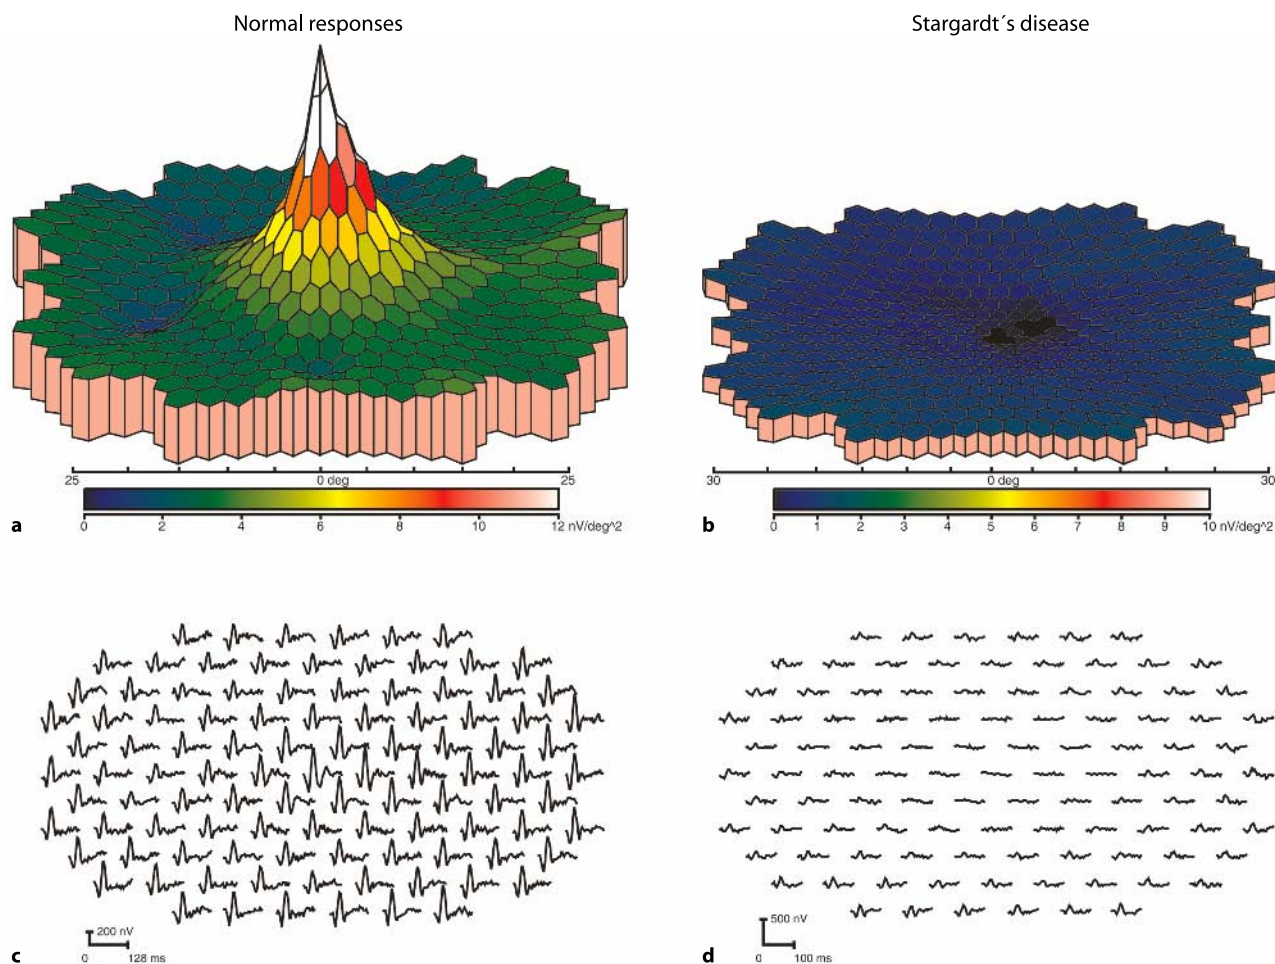 Normal responses
Stargardt´s disease
25 0 deg 25
0 2 4 6 8 10 12 nV/deg^2
a
30 0 deg 30
0 1 2 3 4 5 6 7 8 9 10 nV/deg^2
b
200 nV
0 128 ms
c
500 nV
0 100 ms
d